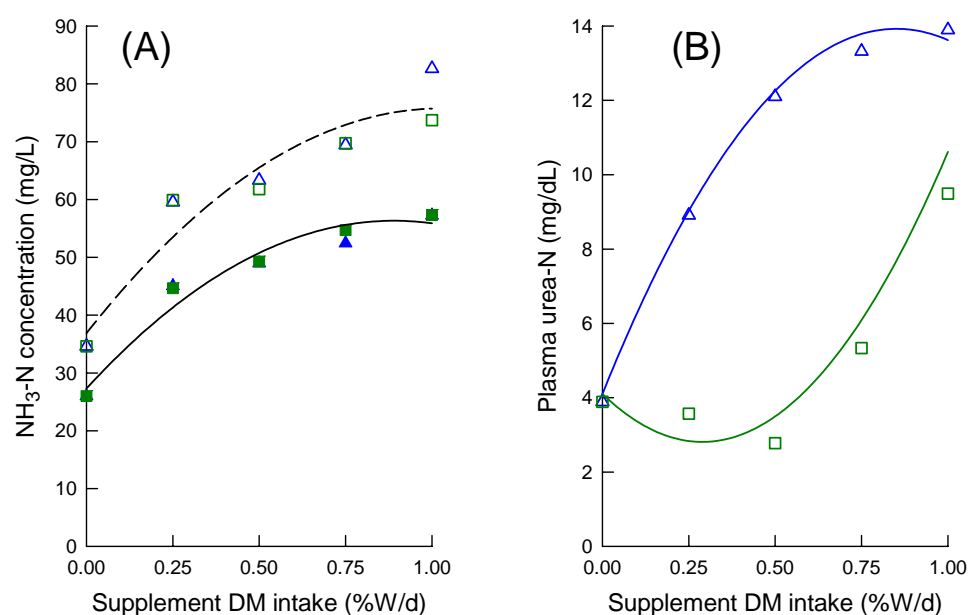 (A)
NH₃-N concentration (mg/L)
90
80
70
60
50
40
30
20
10
0
0.00 0.25 0.50 0.75 1.00
Supplement DM intake (%W/d)
(B)
Plasma urea-N (mg/dL)
14
12
10
8
6
4
2
0
0.00 0.25 0.50 0.75 1.00
Supplement DM intake (%W/d)